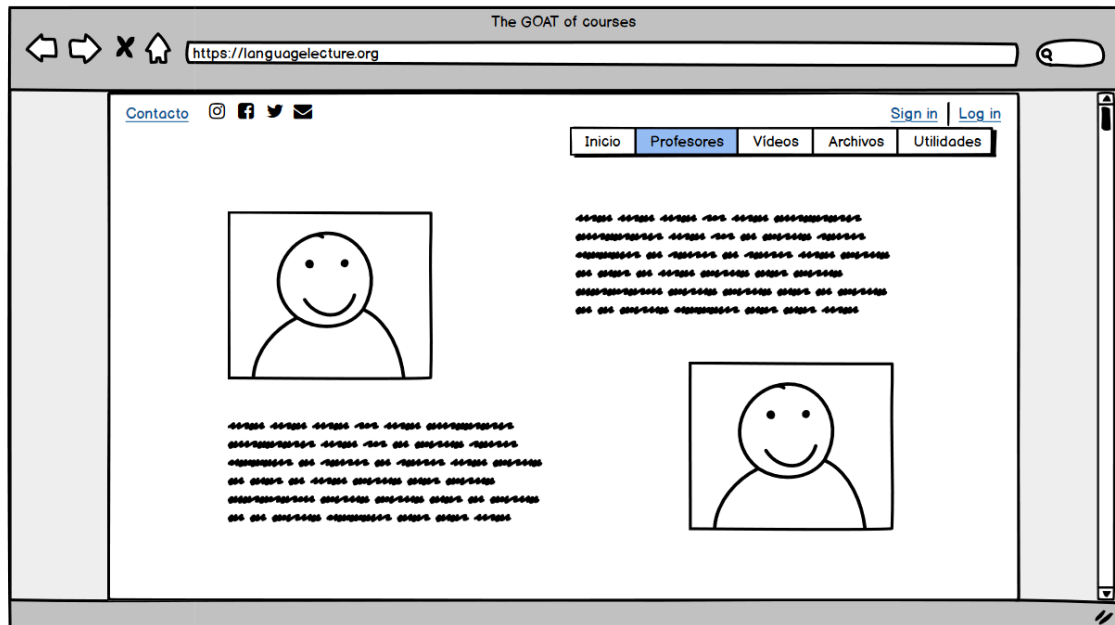 The GOAT of courses
https://languagelecture.org
Contacto
Sign in Log in
Inicio Profesores Vídeos Archivos Utilidades